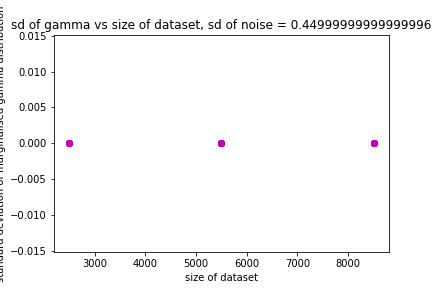 sd of gamma vs size of dataset, sd of noise = 0.44999999999999996
standard deviation of marginalised gamma distribution
0.015
0.010
0.005
0.000
−0.005
−0.010
−0.015
3000 4000 5000 6000 7000 8000
size of dataset